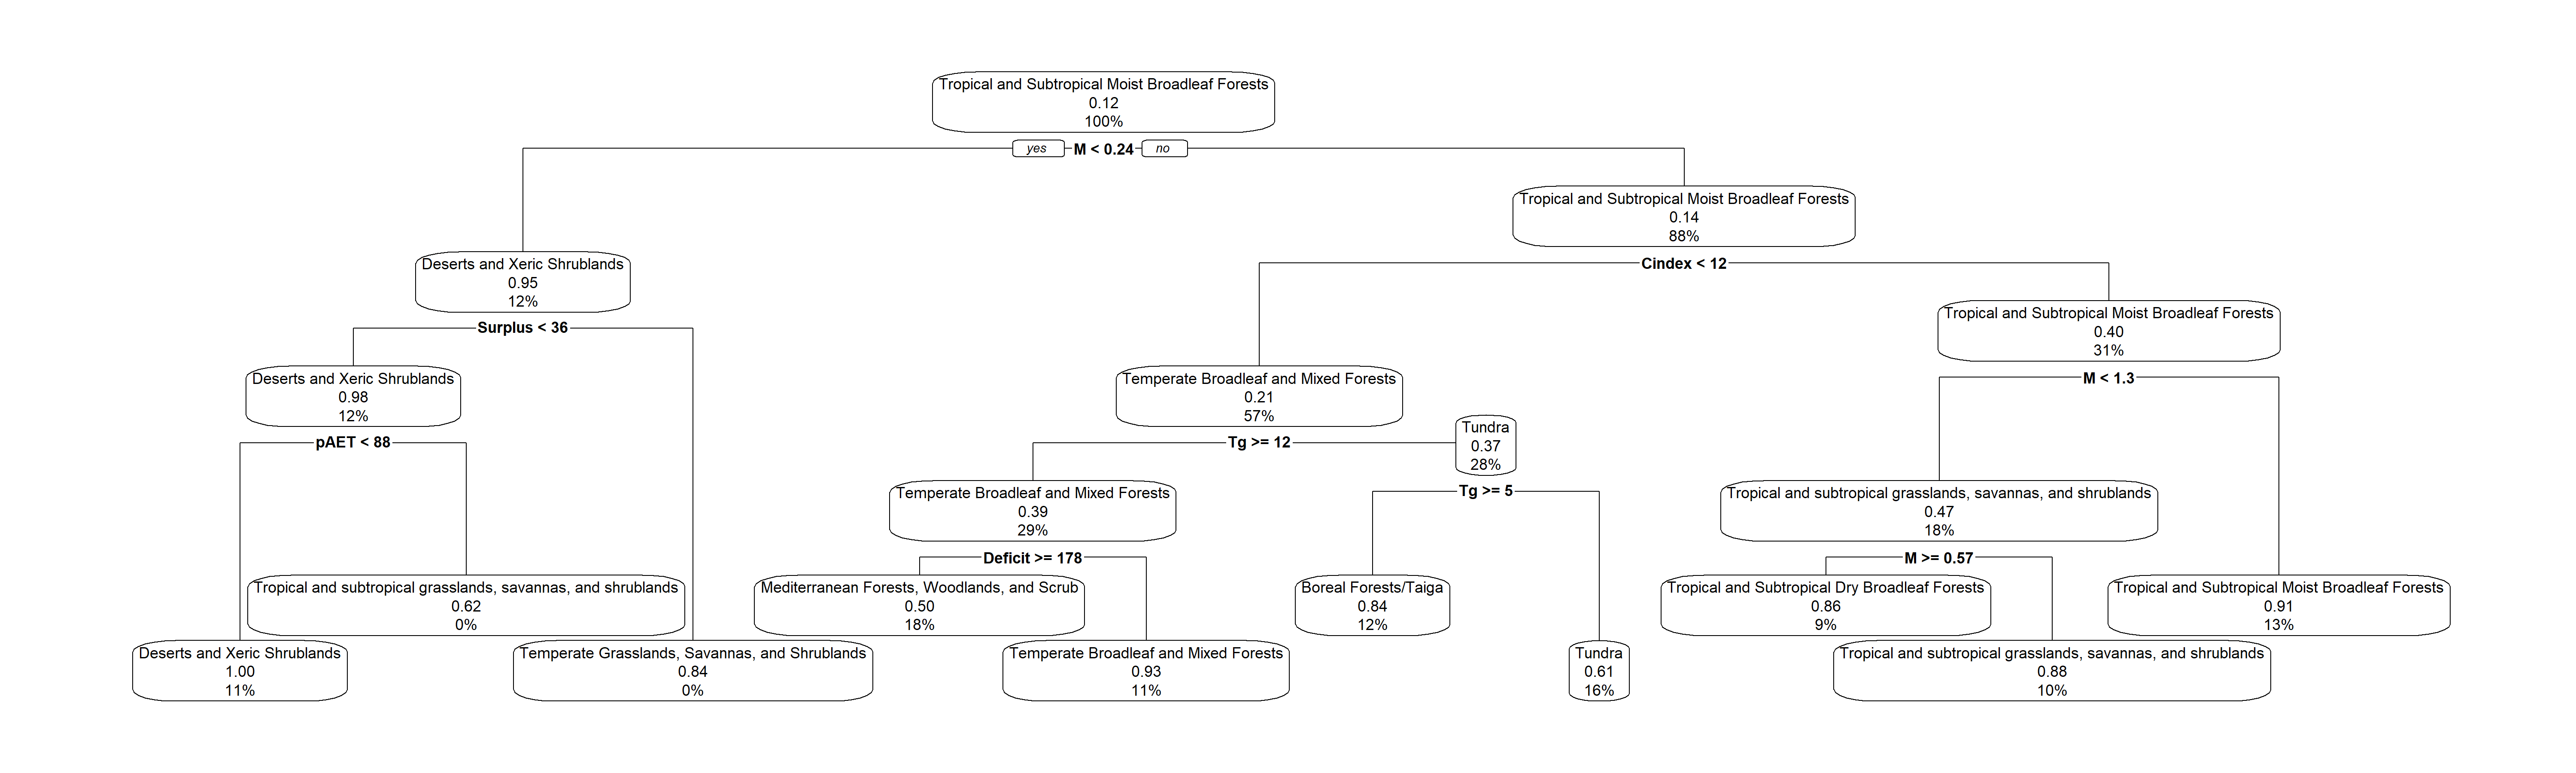 Tropical and Subtropical Moist Broadleaf Forests
0.12
100%
yes M < 0.24 no
Tropical and Subtropical Moist Broadleaf Forests
0.14
88%
Deserts and Xeric Shrublands
0.95
12%
Cindex < 12
Tropical and Subtropical Moist Broadleaf Forests
0.40
31%
Surplus < 36
Deserts and Xeric Shrublands
0.98
12%
Temperate Broadleaf and Mixed Forests
0.21
57%
M < 1.3
Tundra
0.37
28%
pAET < 88
Tg >= 12
Temperate Broadleaf and Mixed Forests
0.39
29%
Tg >= 5
Tropical and subtropical grasslands, savannas, and shrublands
0.47
18%
Deficit >= 178
M >= 0.57
Tropical and subtropical grasslands, savannas, and shrublands
0.62
0%
Mediterranean Forests, Woodlands, and Scrub
0.50
18%
Boreal Forests/Taiga
0.84
12%
Tropical and Subtropical Dry Broadleaf Forests
0.86
9%
Tropical and Subtropical Moist Broadleaf Forests
0.91
13%
Deserts and Xeric Shrublands
1.00
11%
Temperate Grasslands, Savannas, and Shrublands
0.84
0%
Temperate Broadleaf and Mixed Forests
0.93
11%
Tundra
0.61
16%
Tropical and subtropical grasslands, savannas, and shrublands
0.88
10%